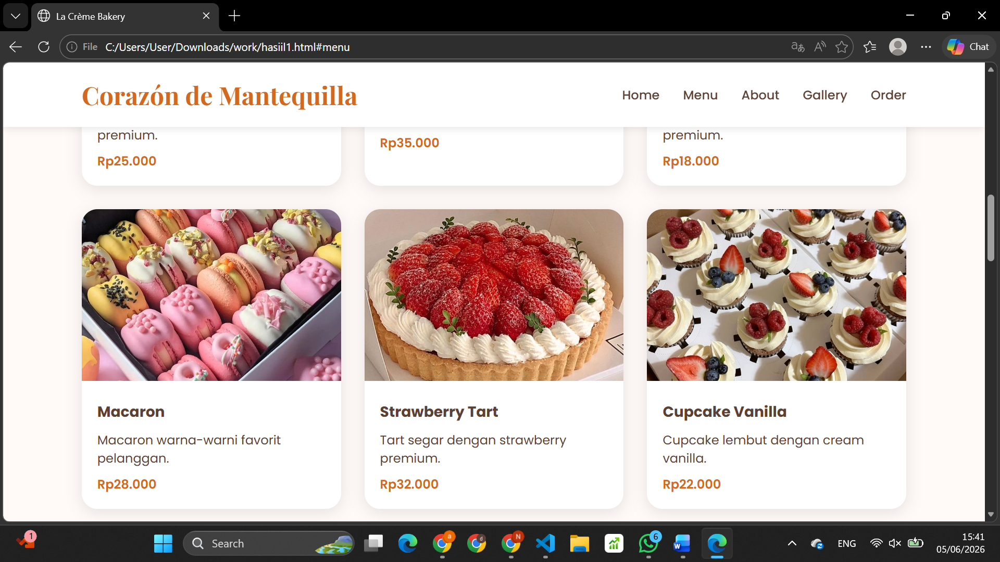 La Crème Bakery
File C:/Users/User/Downloads/work/hasiil1.html#menu
Chat
Corazón de Mantequilla
Home Menu About Gallery Order
premium.
Rp25.000
Rp35.000
premium.
Rp18.000
Macaron
Macaron warna-warni favorit
pelanggan.
Rp28.000
Strawberry Tart
Tart segar dengan strawberry
premium.
Rp32.000
Cupcake Vanilla
Cupcake lembut dengan cream
vanilla.
Rp22.000
1
Search
a
d
N
6
W
ENG
15:41
05/06/2026